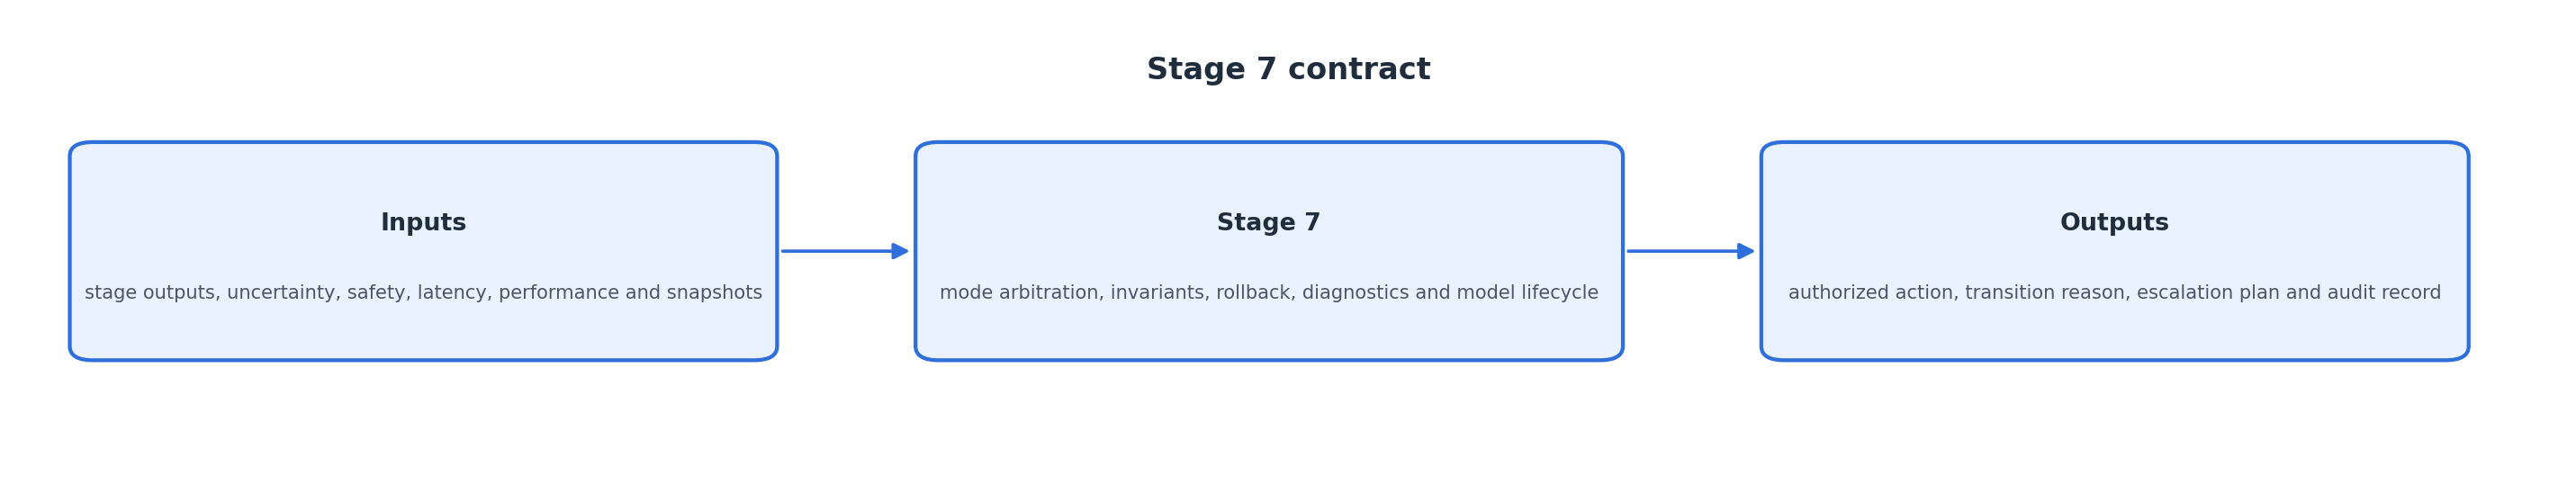 Stage 7 contract
Inputs
stage outputs, uncertainty, safety, latency, performance and snapshots
Stage 7
mode arbitration, invariants, rollback, diagnostics and model lifecycle
Outputs
authorized action, transition reason, escalation plan and audit record